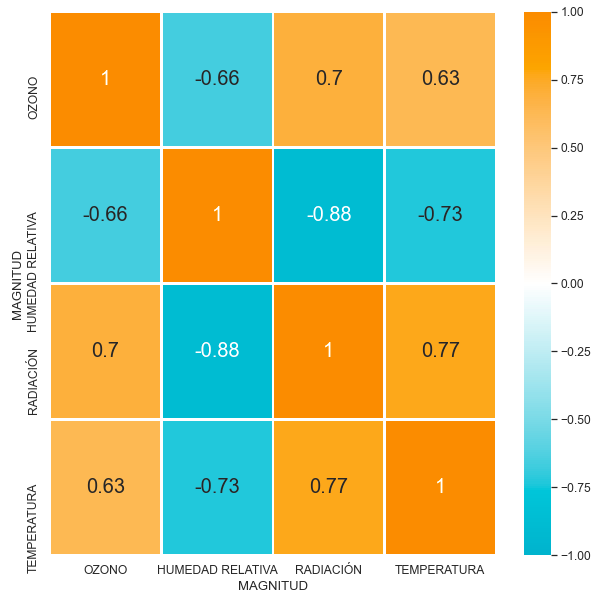 OZONO
1
-0.66
0.7
0.63
HUMEDAD RELATIVA
-0.66
1
-0.88
-0.73
RADIACIÓN
0.7
-0.88
1
0.77
TEMPERATURA
0.63
-0.73
0.77
1
MAGNITUD
OZONO
HUMEDAD RELATIVA
RADIACIÓN
TEMPERATURA
MAGNITUD
1.00
0.75
0.50
0.25
0.00
−0.25
−0.50
−0.75
−1.00